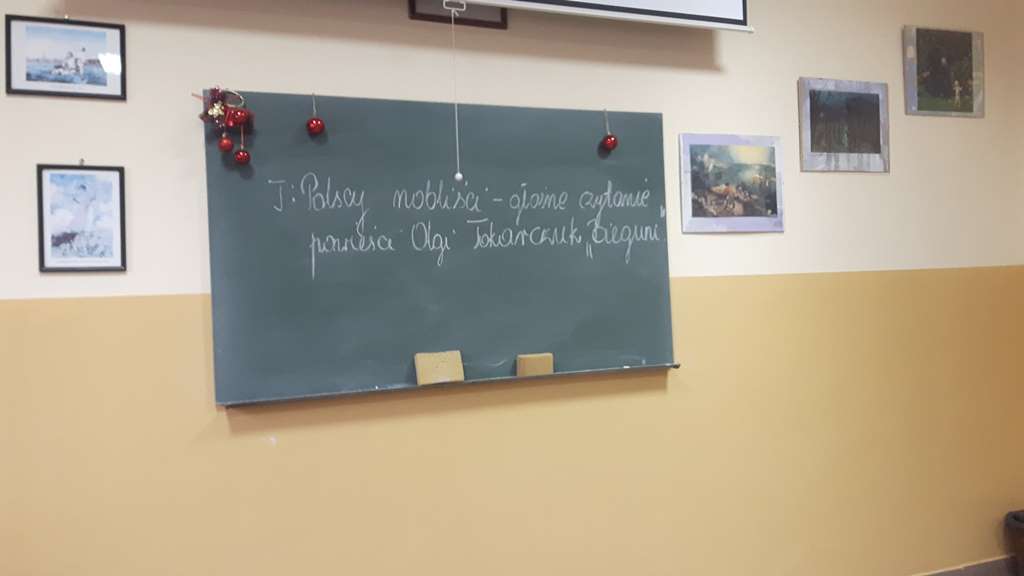 T: Polscy nobliści - głośne czytanie
powieści Olgi Tokarczuk „Bieguni"